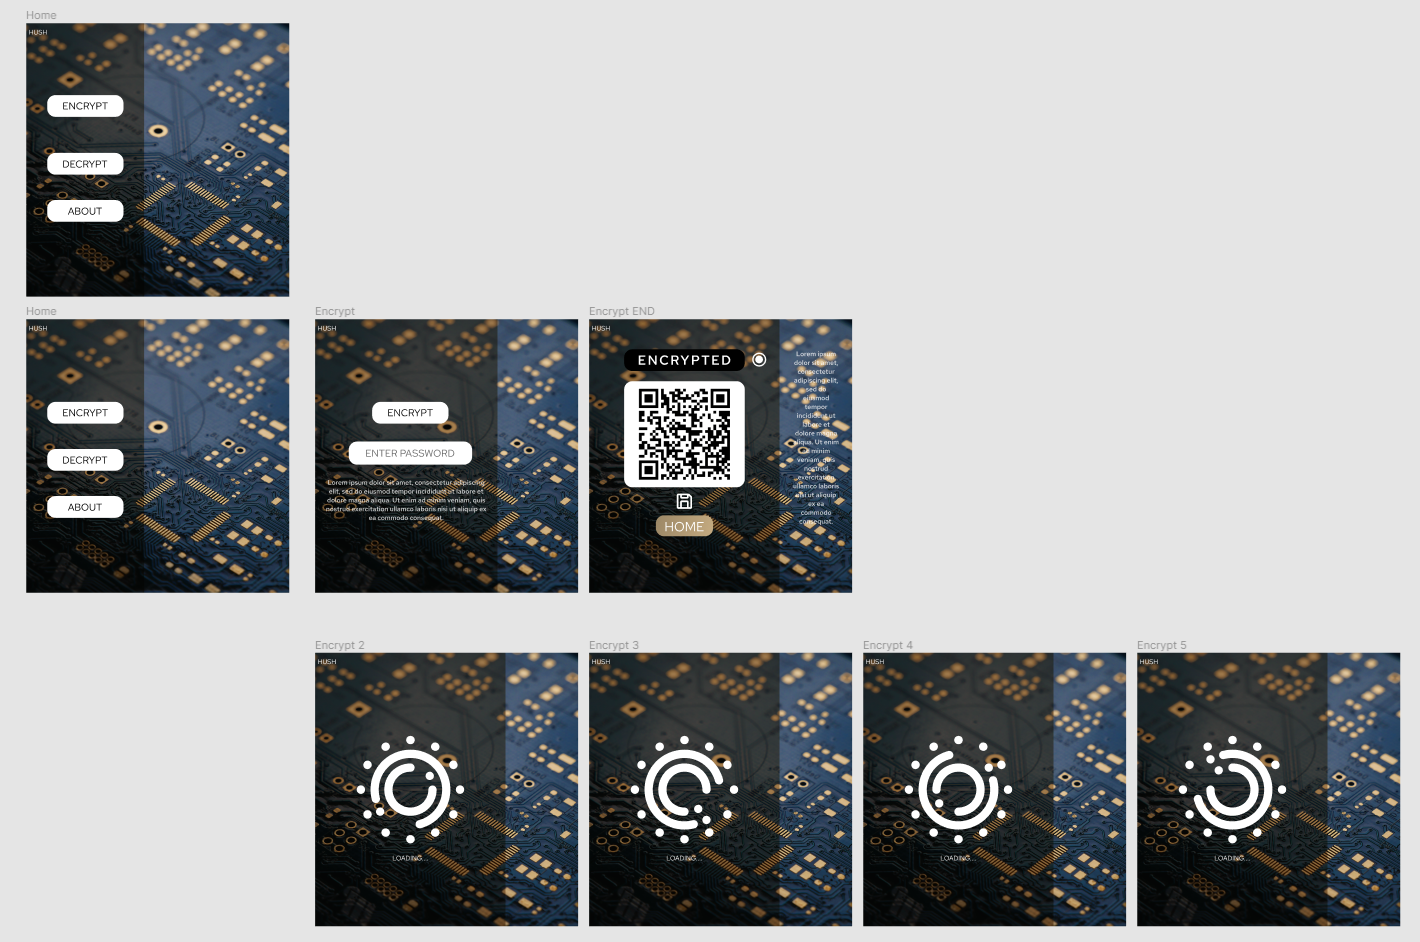 Home
HUSH
ENCRYPT
DECRYPT
ABOUT
Home
HUSH
ENCRYPT
DECRYPT
ABOUT
Encrypt
HUSH
ENCRYPT
ENTER PASSWORD
Lorem ipsum dolor sit amet, consectetur adipiscing
elit, sed do eiusmod tempor incididunt ut labore et
dolore magna aliqua. Ut enim ad minim veniam, quis
nostrud exercitation ullamco laboris nisi ut aliquip ex
ea commodo consequat.
Encrypt END
HUSH
ENCRYPTED
HOME
Lorem ipsum
dolor sit amet,
consectetur
adipiscing elit,
sed do
eiusmod
tempor
incididunt ut
labore et
dolore magna
aliqua. Ut enim
ad minim
veniam, quis
nostrud
exercitation
ullamco laboris
nisi ut aliquip
ex ea
commodo
consequat.
Encrypt 2
HUSH
LOADING...
Encrypt 3
HUSH
LOADING...
Encrypt 4
HUSH
LOADING...
Encrypt 5
HUSH
LOADING...